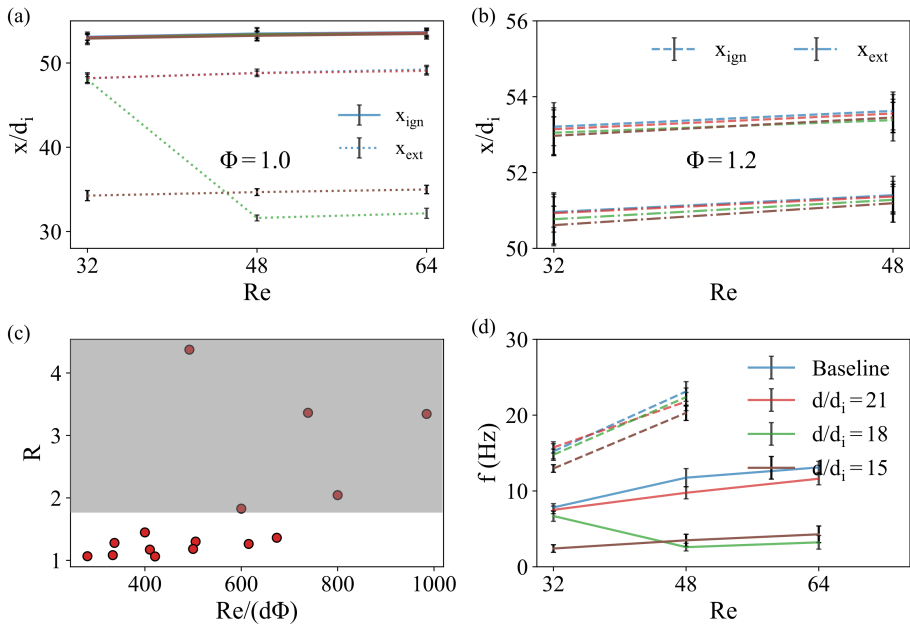 (a)
x/d_i
50
40
30
x_ign
x_ext
Φ = 1.0
32
48
64
Re
(b)
x/d_i
56
54
52
50
x_ign
x_ext
Φ = 1.2
32
48
Re
(c)
R
4
3
2
1
400
600
800
1000
Re/(dΦ)
(d)
f (Hz)
30
20
10
0
Baseline
d/d_i = 21
d/d_i = 18
d/d_i = 15
32
48
64
Re